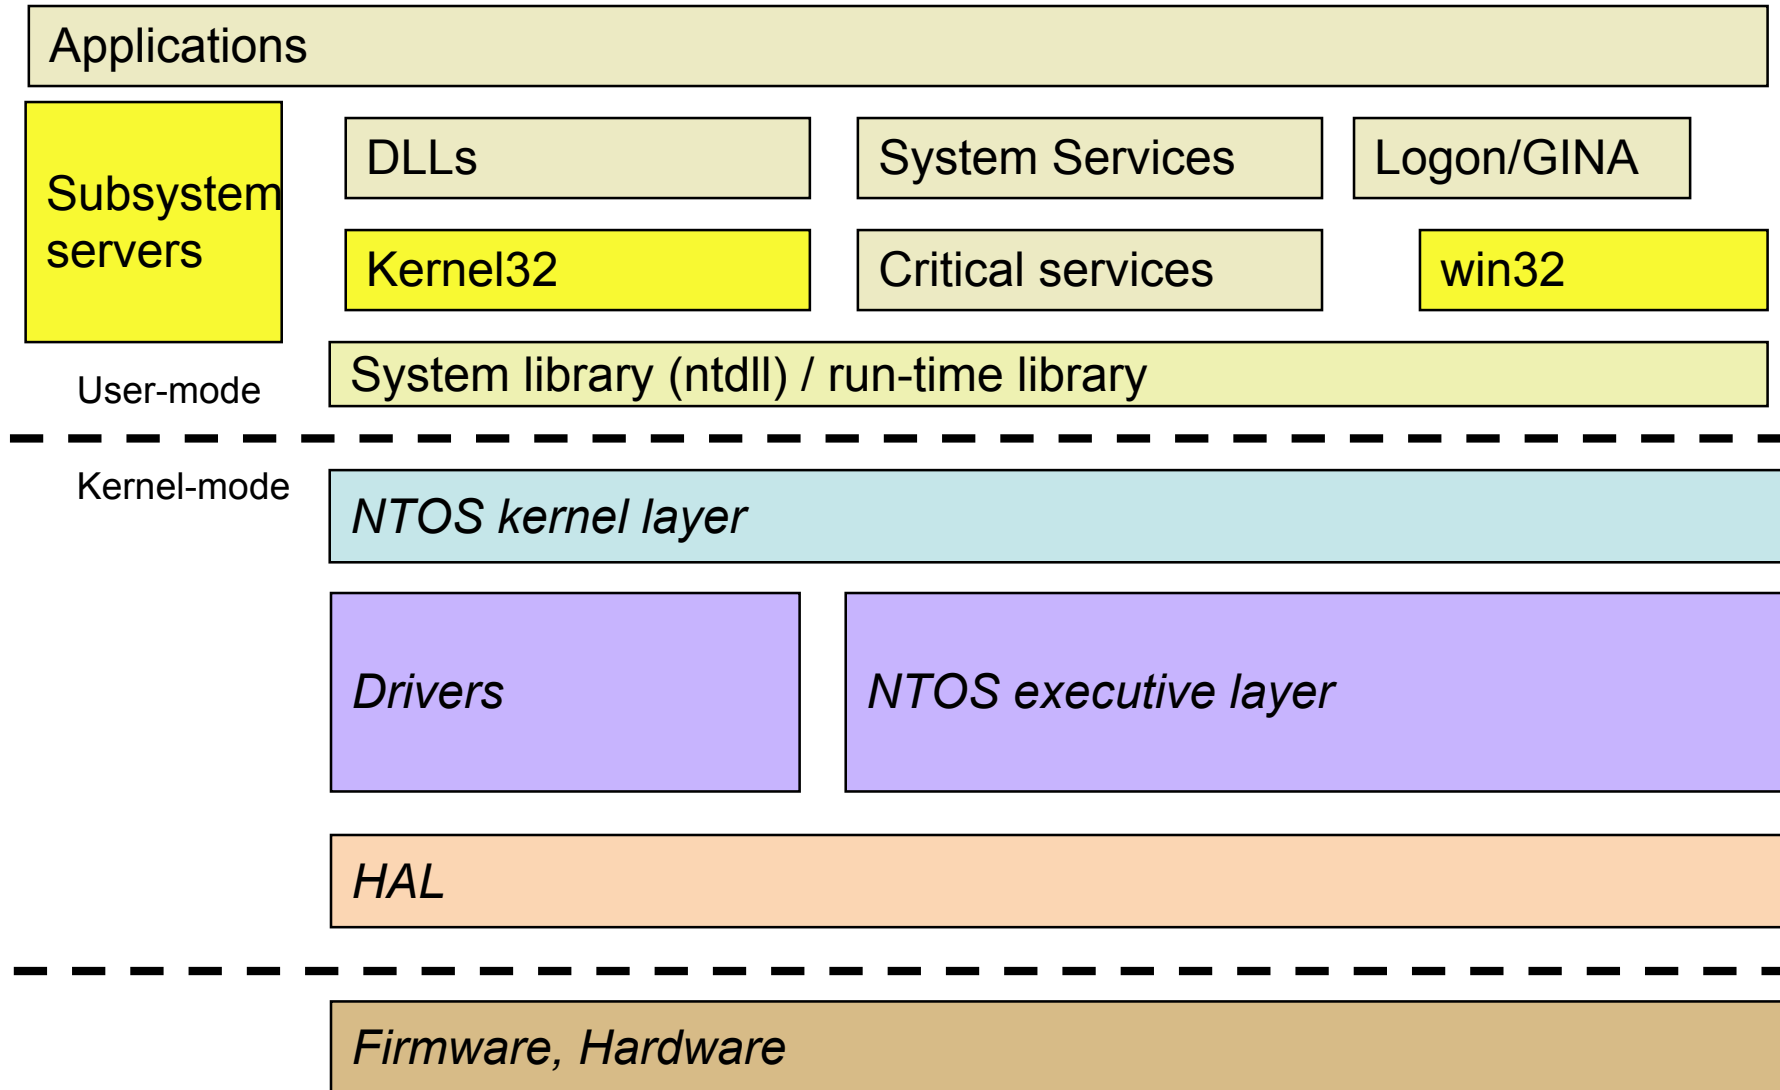 Applications
Subsystem
servers
DLLs
System Services
Logon/GINA
Kernel32
Critical services
win32
System library (ntdll) / run-time library
User-mode
Kernel-mode
NTOS kernel layer
Drivers
NTOS executive layer
HAL
Firmware, Hardware